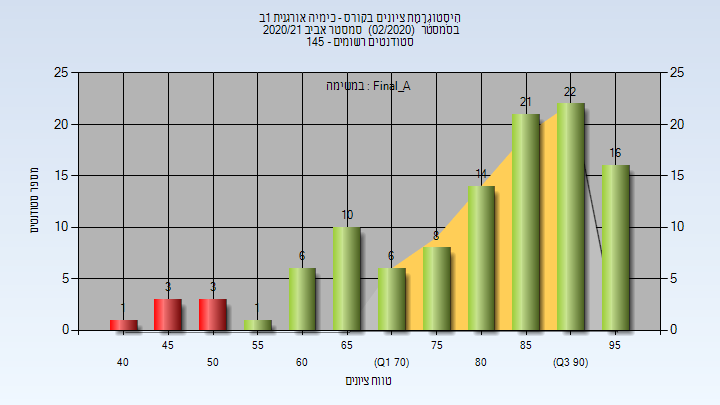 היסטוגרמת ציונים בקורס - כימיה אורגנית 1ב
בסמסטר (02/2020) סמסטר אביב 2020/21
סטודנטים רשומים - 145
במשימה : Final_A
מספר סטודנטים
25 25
20 20
15 15
10 10
5 5
0 0
1 3 3 1 6 10 6 8 14 21 22 16
40 45 50 55 60 65 (Q1 70) 75 80 85 (Q3 90) 95
טווח ציונים